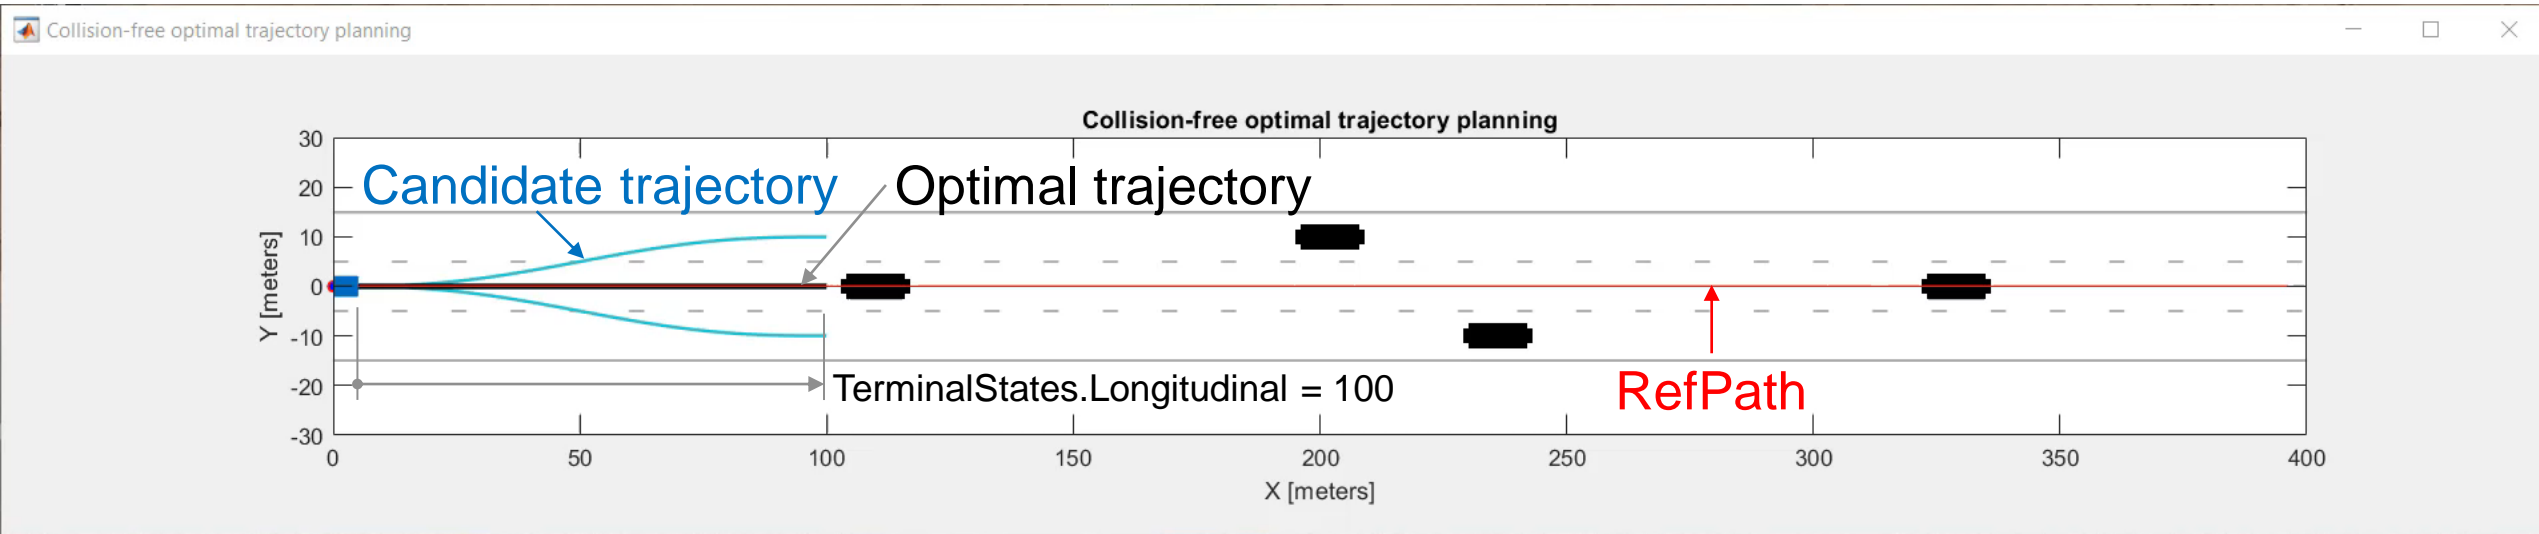 Collision-free optimal trajectory planning
Collision-free optimal trajectory planning
30
20
10
0
-10
-20
-30
Y [meters]
Candidate trajectory
Optimal trajectory
TerminalStates.Longitudinal = 100
RefPath
0 50 100 150 200 250 300 350 400
X [meters]